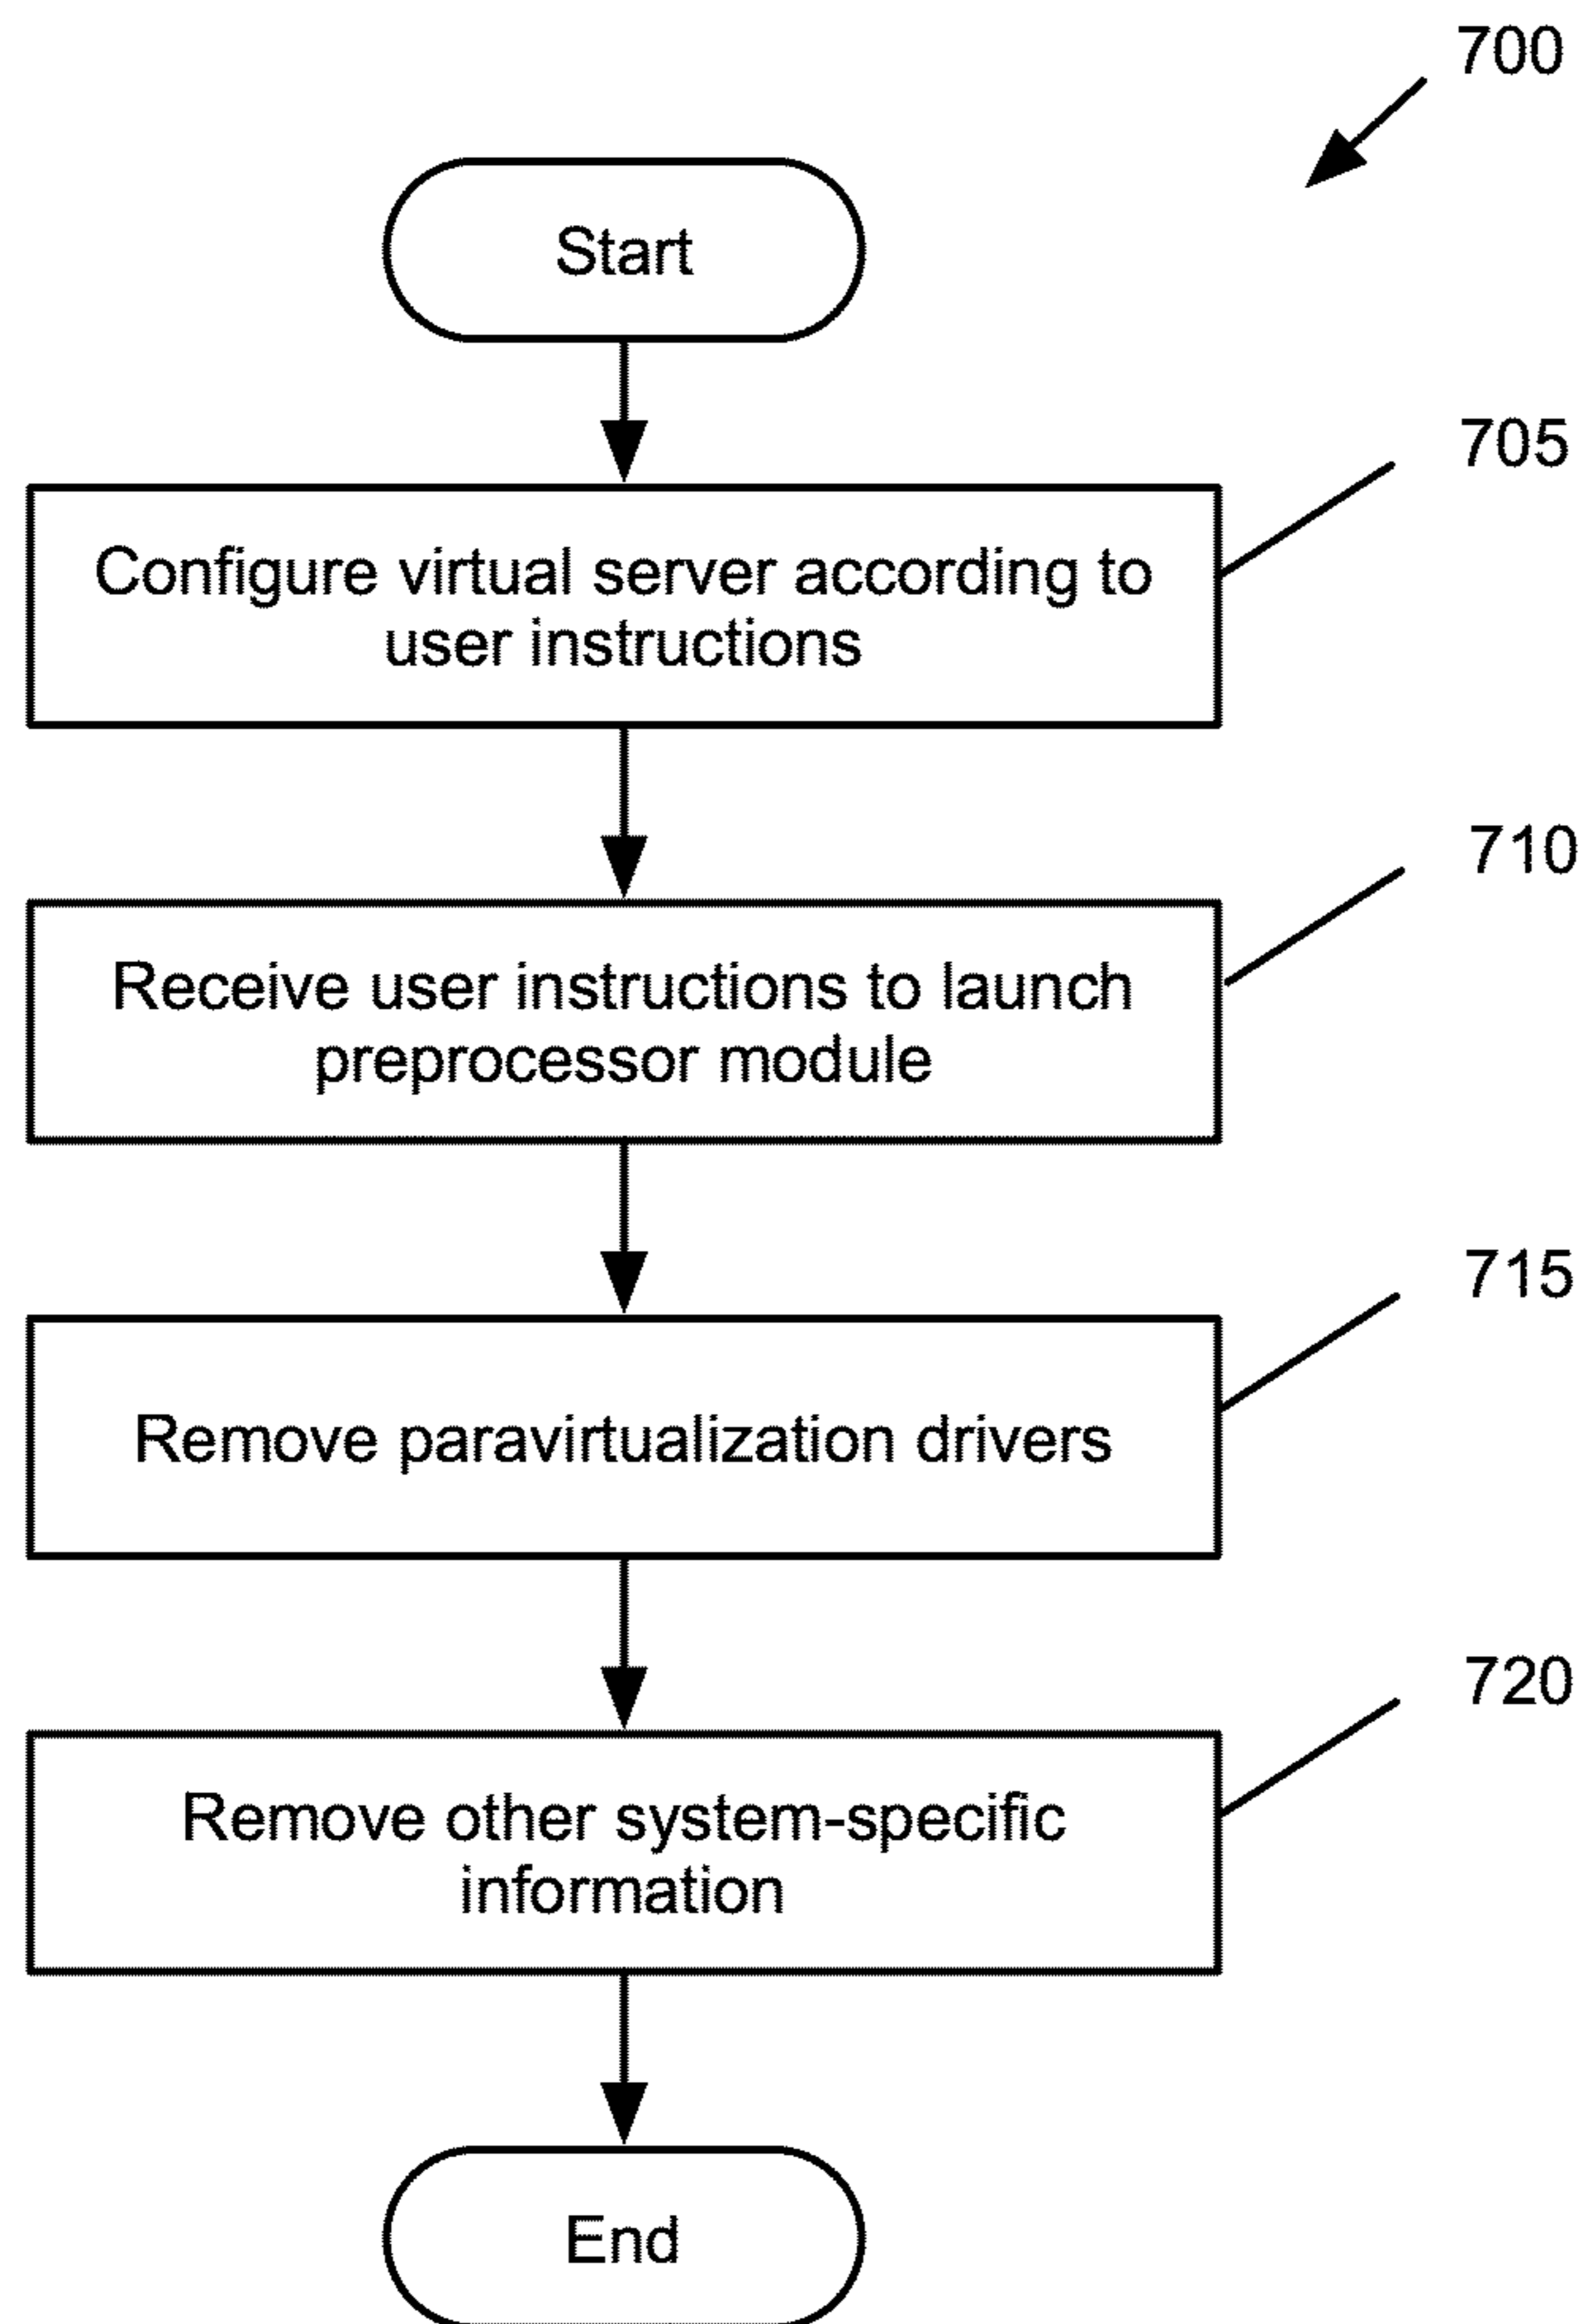 700
Start
705
Configure virtual server according to
user instructions
710
Receive user instructions to launch
preprocessor module
715
Remove paravirtualization drivers
720
Remove other system-specific
information
End